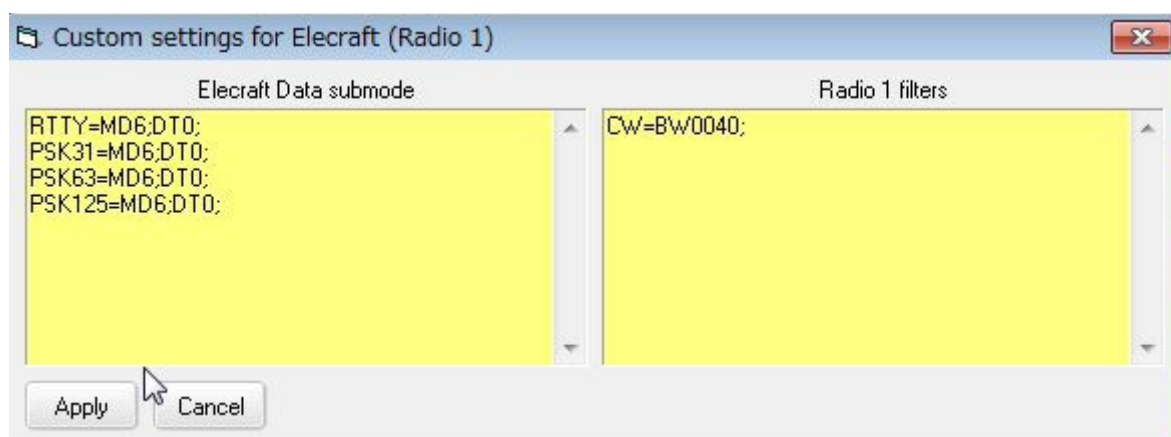 Custom settings for Elecraft (Radio 1)
Elecraft Data submode
RTTY=MD6;DT0;
PSK31=MD6;DT0;
PSK63=MD6;DT0;
PSK125=MD6;DT0;
Radio 1 filters
CW=BW0040;
Apply
Cancel